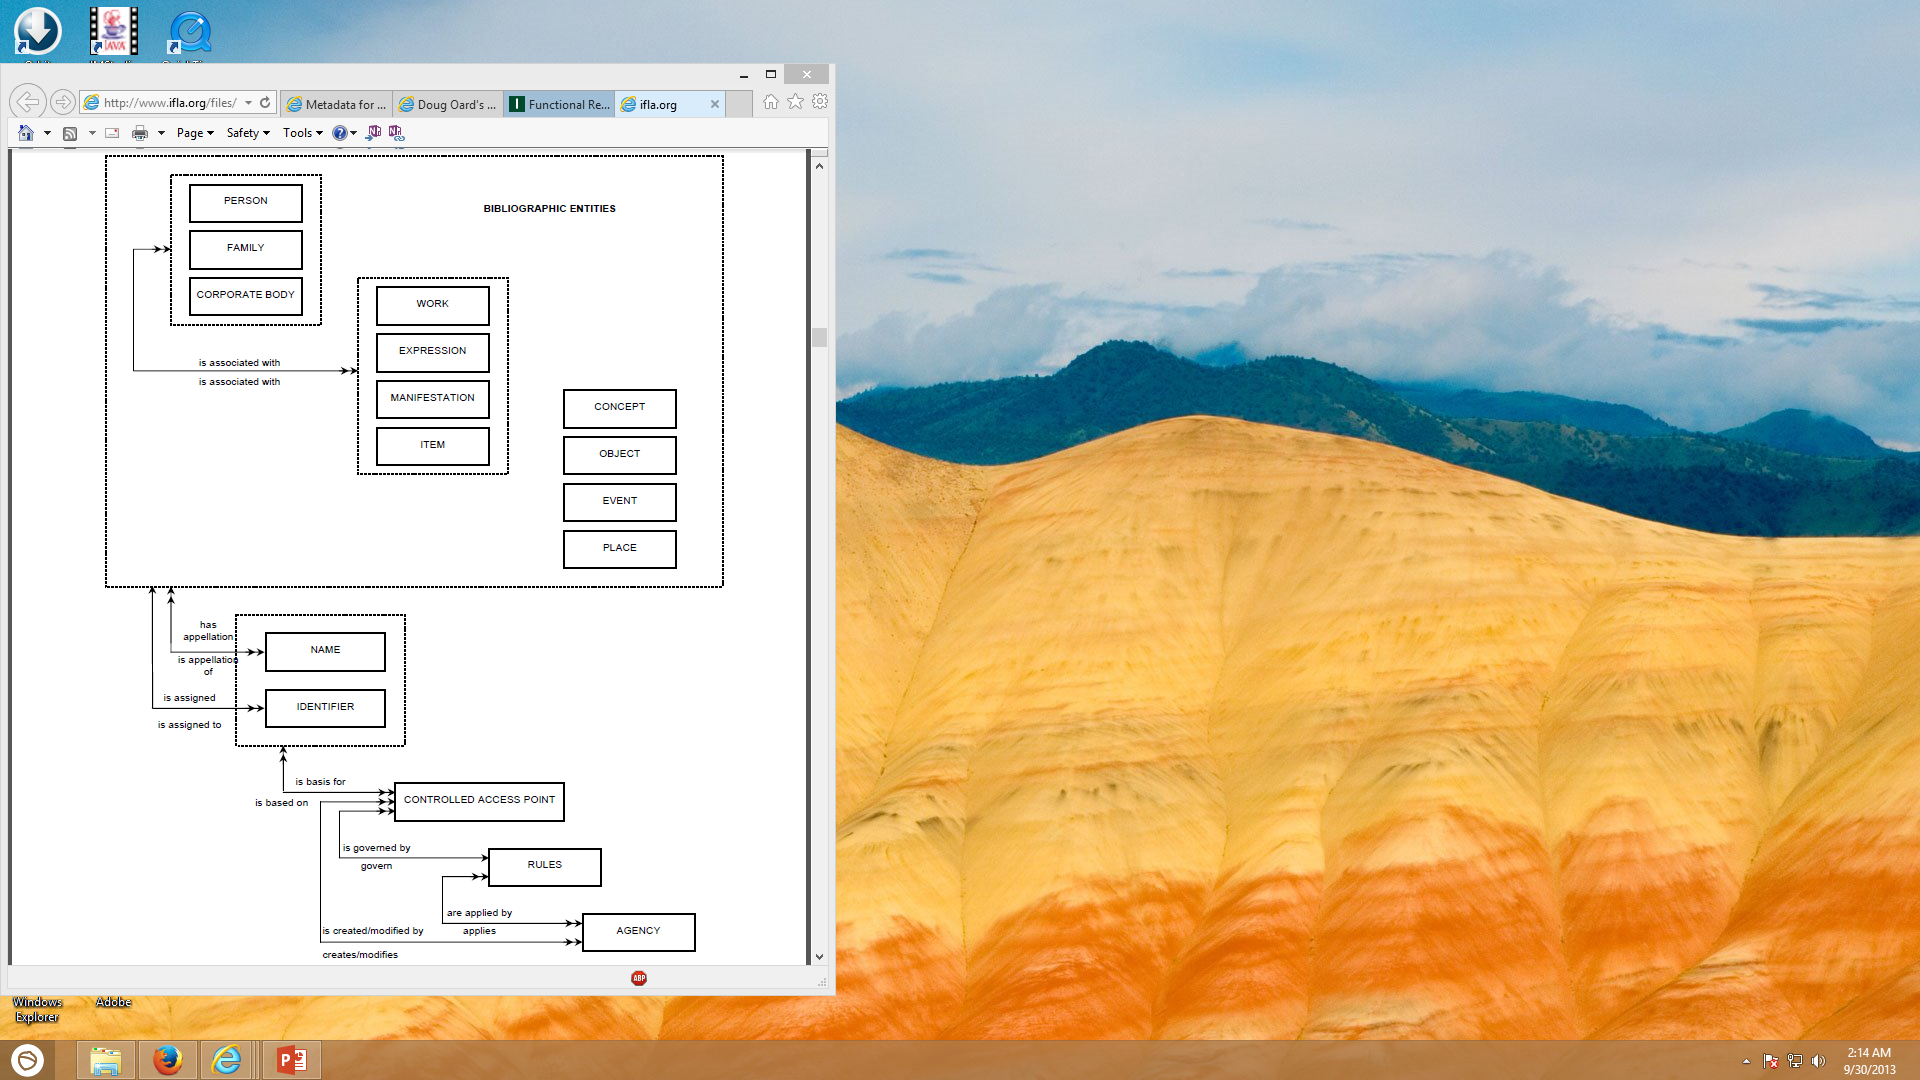 JAVA
http://www.ifla.org/files/
Metadata for ...
Doug Oard's ...
Functional Re...
ifla.org
Page
Safety
Tools
BIBLIOGRAPHIC ENTITIES
PERSON
FAMILY
CORPORATE BODY
WORK
EXPRESSION
MANIFESTATION
ITEM
is associated with
is associated with
CONCEPT
OBJECT
EVENT
PLACE
has
appellation
is appellation
of
NAME
is assigned
is assigned to
IDENTIFIER
is basis for
is based on
CONTROLLED ACCESS POINT
is governed by
govern
RULES
are applied by
applies
is created/modified by
creates/modifies
AGENCY
ABP
Windows
Explorer
Adobe
2:14 AM
9/30/2013